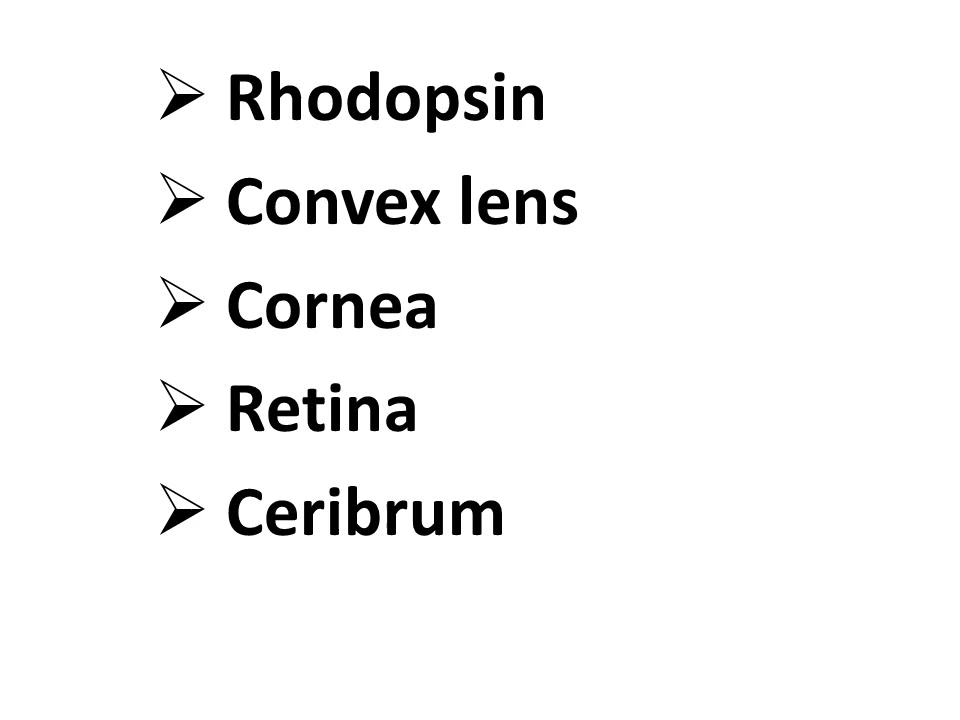 ➢ Rhodopsin
➢ Convex lens
➢ Cornea
➢ Retina
➢ Ceribrum